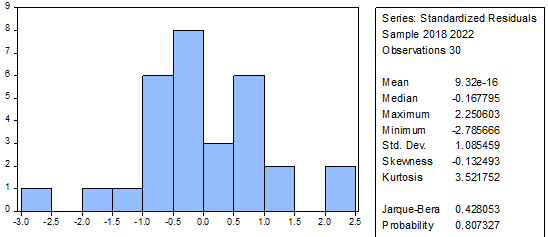 9
8
7
6
5
4
3
2
1
0
-3.0 -2.5 -2.0 -1.5 -1.0 -0.5 0.0 0.5 1.0 1.5 2.0 2.5
Series: Standardized Residuals
Sample 2018 2022
Observations 30
Mean 9.32e-16
Median -0.167795
Maximum 2.250603
Minimum -2.785666
Std. Dev. 1.085459
Skewness -0.132493
Kurtosis 3.521752
Jarque-Bera 0.428053
Probability 0.807327